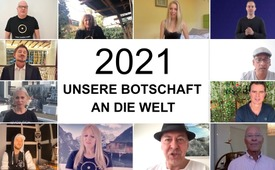 2021
UNSERE BOTSCHAFT
AN DIE WELT